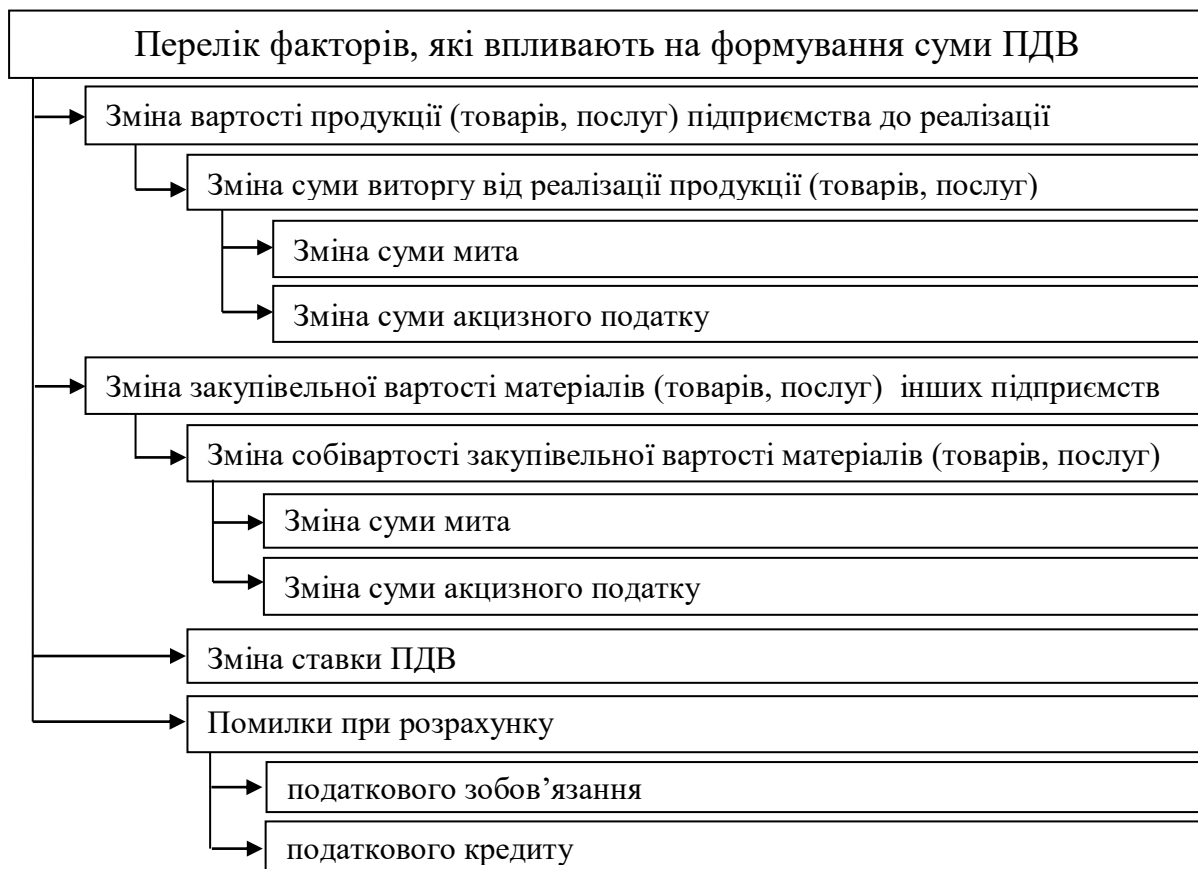 Перелік факторів, які впливають на формування суми ПДВ
Зміна вартості продукції (товарів, послуг) підприємства до реалізації
Зміна суми виторгу від реалізації продукції (товарів, послуг)
Зміна суми мита
Зміна суми акцизного податку
Зміна закупівельної вартості матеріалів (товарів, послуг) інших підприємств
Зміна собівартості закупівельної вартості матеріалів (товарів, послуг)
Зміна суми мита
Зміна суми акцизного податку
Зміна ставки ПДВ
Помилки при розрахунку
податкового зобов’язання
податкового кредиту